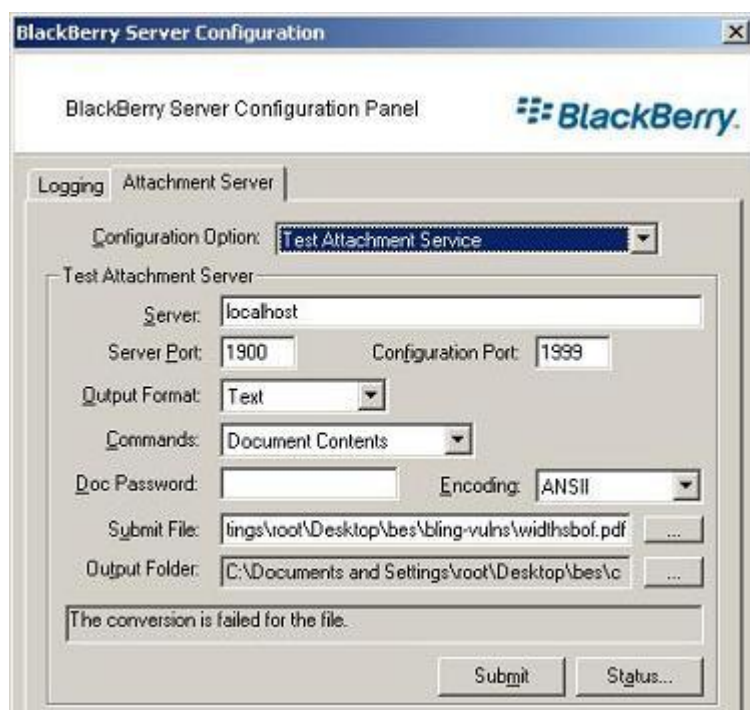 BlackBerry Server Configuration
BlackBerry Server Configuration Panel BlackBerry.
Logging Attachment Server
Configuration Option: Test Attachment Service
Test Attachment Server
Server: localhost
Server Port: 1900 Configuration Port: 1999
Output Format: Text
Commands: Document Contents
Doc Password: Encoding: ANSII
Submit File: tings\root\Desktop\bes\bling-vulns\widthsbof.pdf ...
Output Folder: C:\Documents and Settings\root\Desktop\bes\c ...
The conversion is failed for the file.
Submit Status...